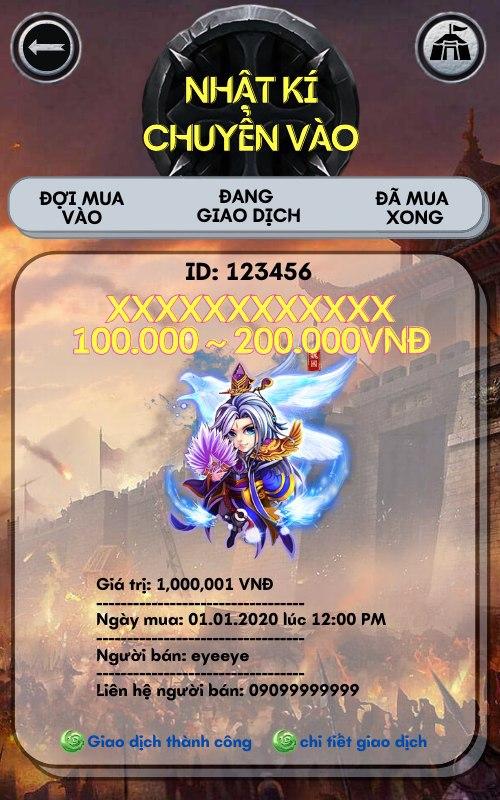 NHẬT KÍ
CHUYỂN VÀO
ĐỢI MUA
VÀO
ĐANG
GIAO DỊCH
ĐÃ MUA
XONG
ID: 123456
XXXXXXXXXXXX
100.000 ~ 200.000VNĐ
Giá trị: 1,000,001 VNĐ
----------------------------------
Ngày mua: 01.01.2020 lúc 12:00 PM
----------------------------------
Người bán: eyeeye
----------------------------------
Liên hệ người bán: 09099999999
Giao dịch thành công
chi tiết giao dịch